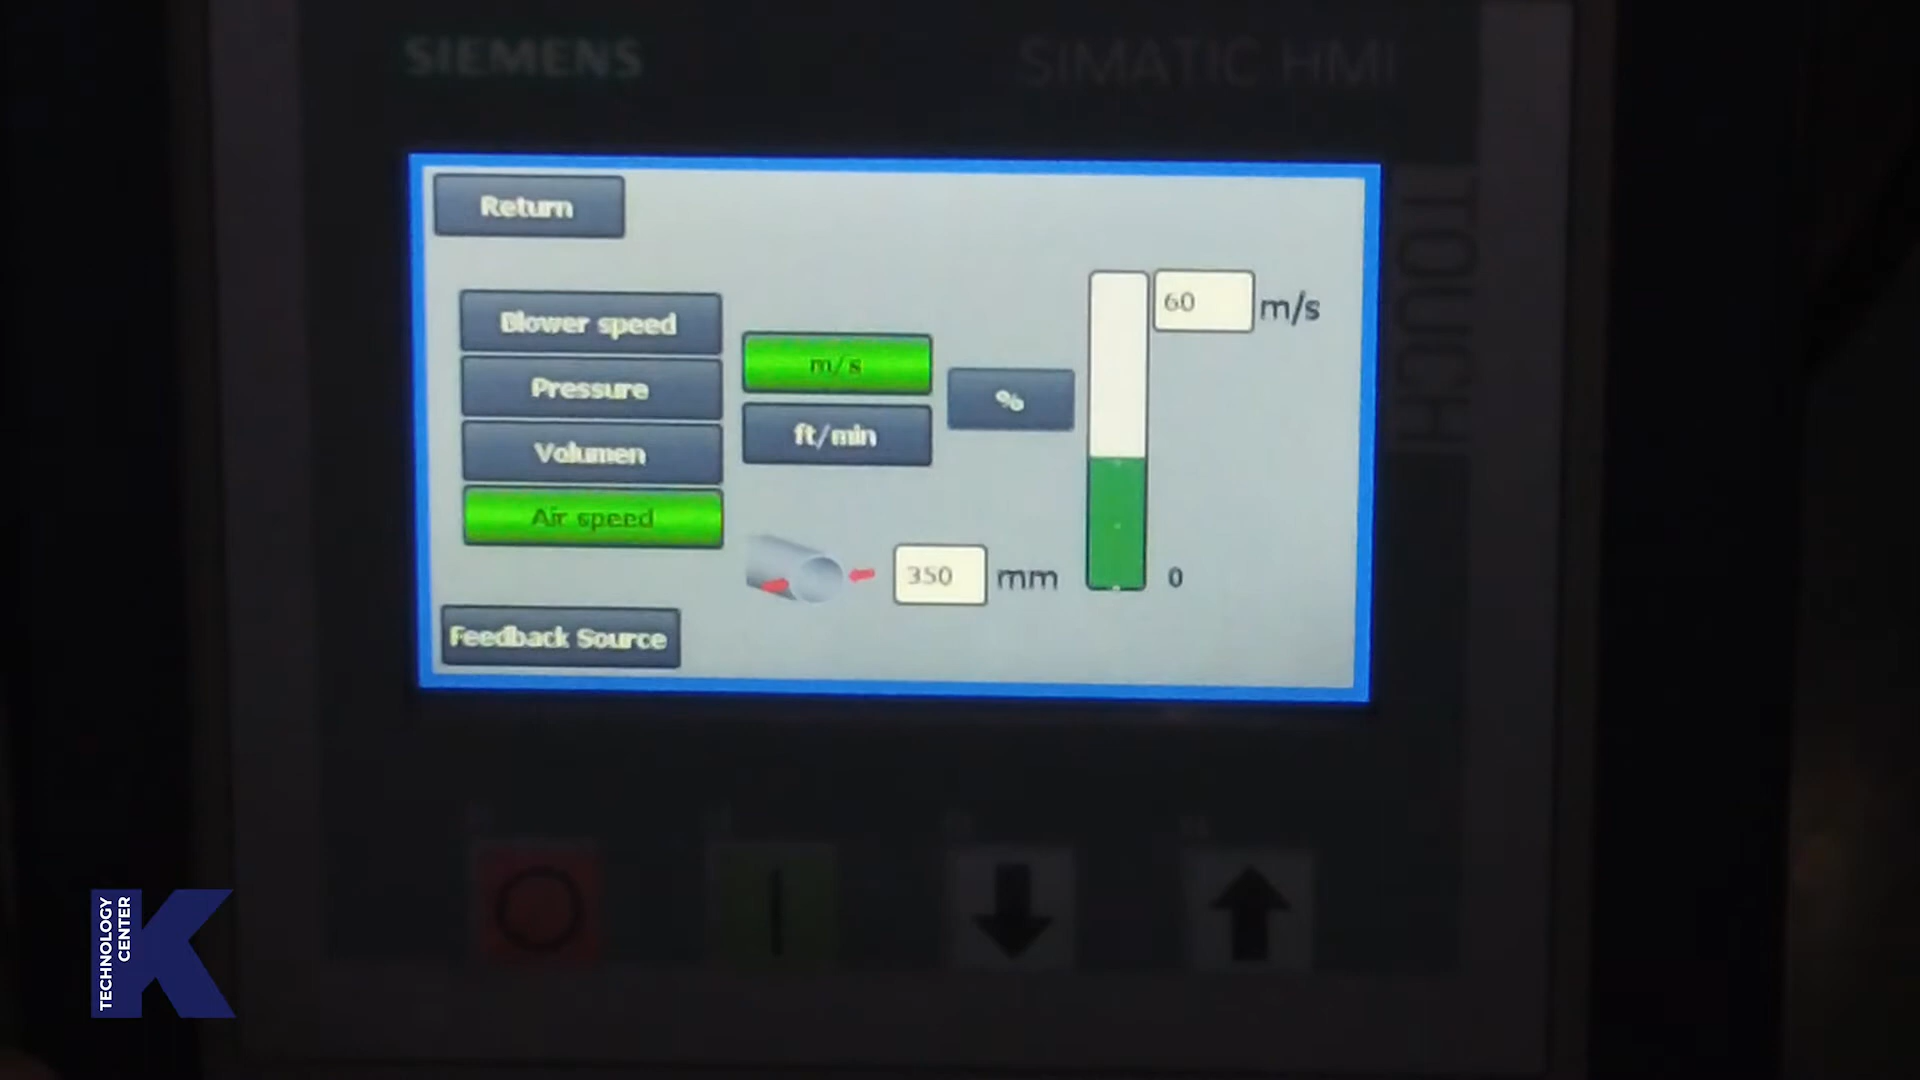 SIEMENS
SIMATIC HMI
TOUCH
Return
Blower speed
Pressure
Volumen
Air speed
Feedback Source
m/s
ft/min
%
60 m/s
350 mm
0
TECHNOLOGY
CENTER
K